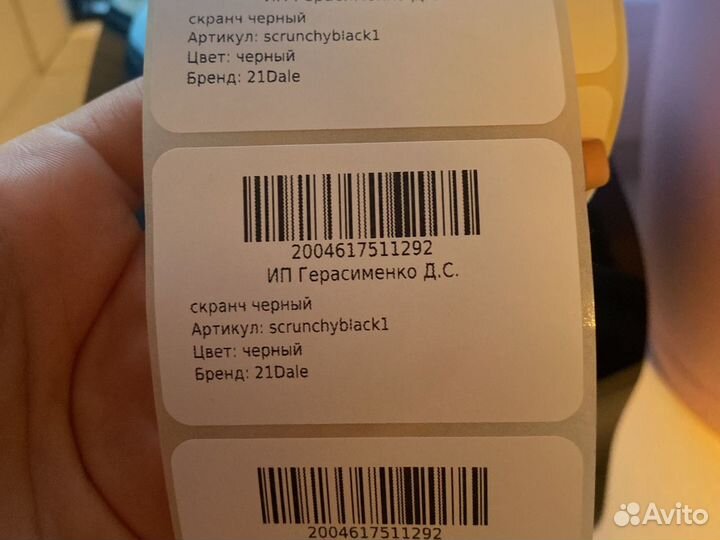 скранч черный
Артикул: scrunchyblack1
Цвет: черный
Бренд: 21Dale
2004617511292
ИП Герасименко Д.С.
скранч черный
Артикул: scrunchyblack1
Цвет: черный
Бренд: 21Dale
2004617511292
Avito